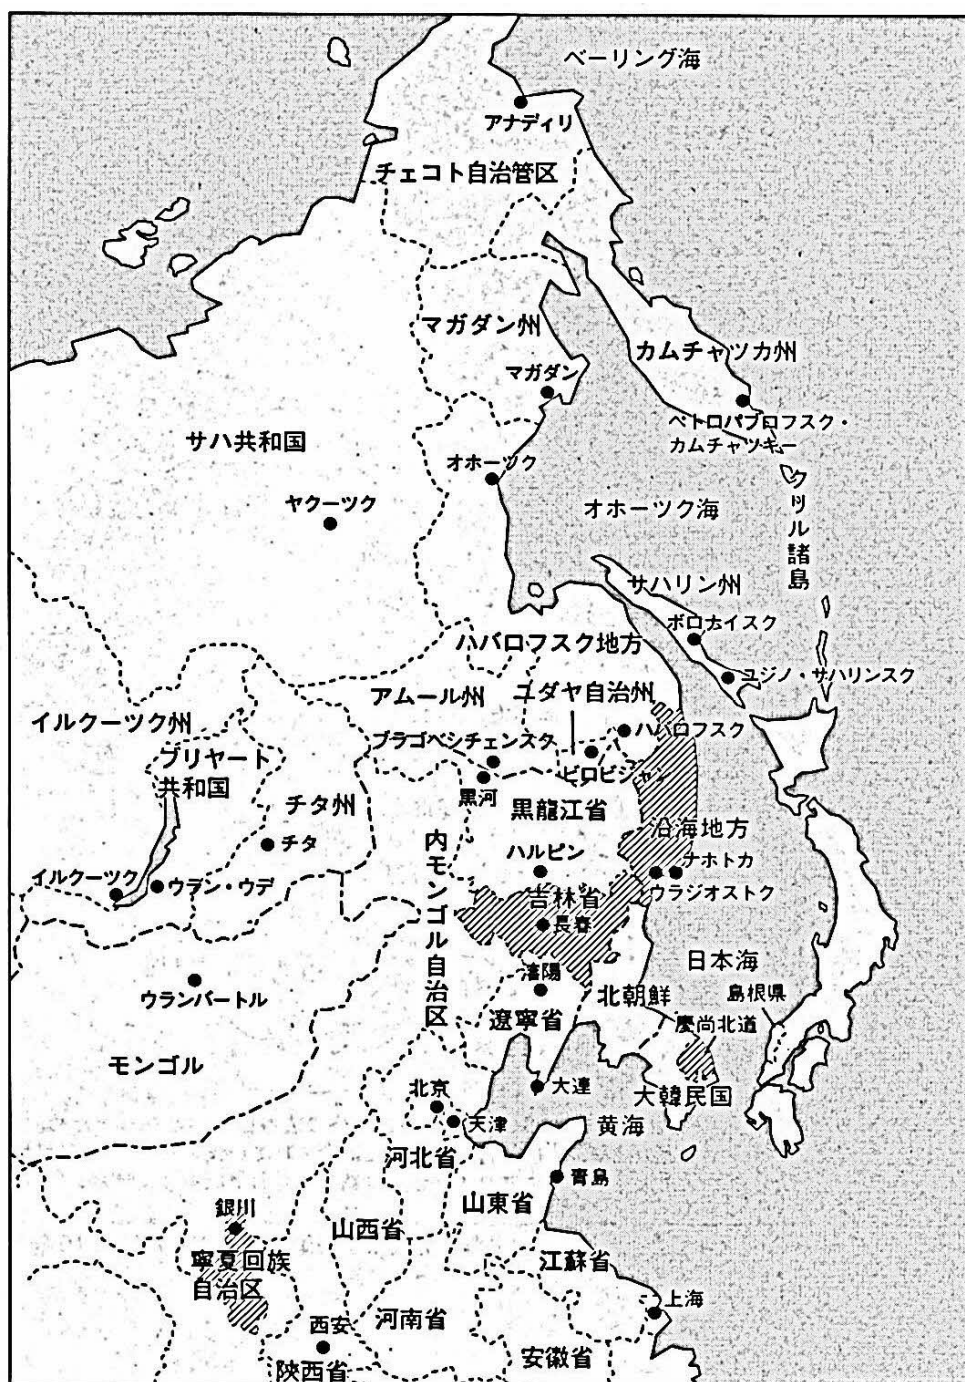 ベーリング海
アナディリ
チェコト自治管区
マガダン州
カムチャツカ州
マガダン
ペトロパブロフスク・
カムチャツキー
サハ共和国
オホーツク
クリル諸島
ヤクーツク
オホーツク海
サハリン州
ポロナイスク
ハバロフスク地方
ユジノ・サハリンスク
アムール州
ユダヤ自治州
イルクーツク州
ブラゴベシチェンスク
ハバロフスク
ブリヤート
共和国
ビロビジャン
黒河
チタ州
黒龍江省
沿海地方
内モンゴル自治区
チタ
ハルビン
ナホトカ
イルクーツク
ウラン・ウデ
ウラジオストク
吉林省
長春
日本海
瀋陽
島根県
ウランバートル
北朝鮮
遼寧省
慶尚北道
モンゴル
北京
大連
大韓民国
天津
黄海
河北省
青島
銀川
山西省
山東省
寧夏回族
自治区
江蘇省
西安
河南省
上海
陝西省
安徽省